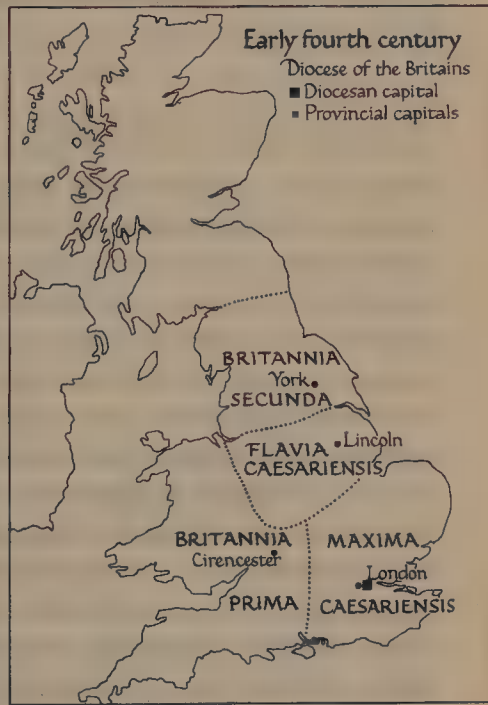 Early fourth century
Diocese of the Britains
Diocesan capital
Provincial capitals
BRITANNIA
York
SECUNDA
Lincoln
FLAVIA
CAESARIENSIS
BRITANNIA
Cirencester
MAXIMA
London
PRIMA
CAESARIENSIS